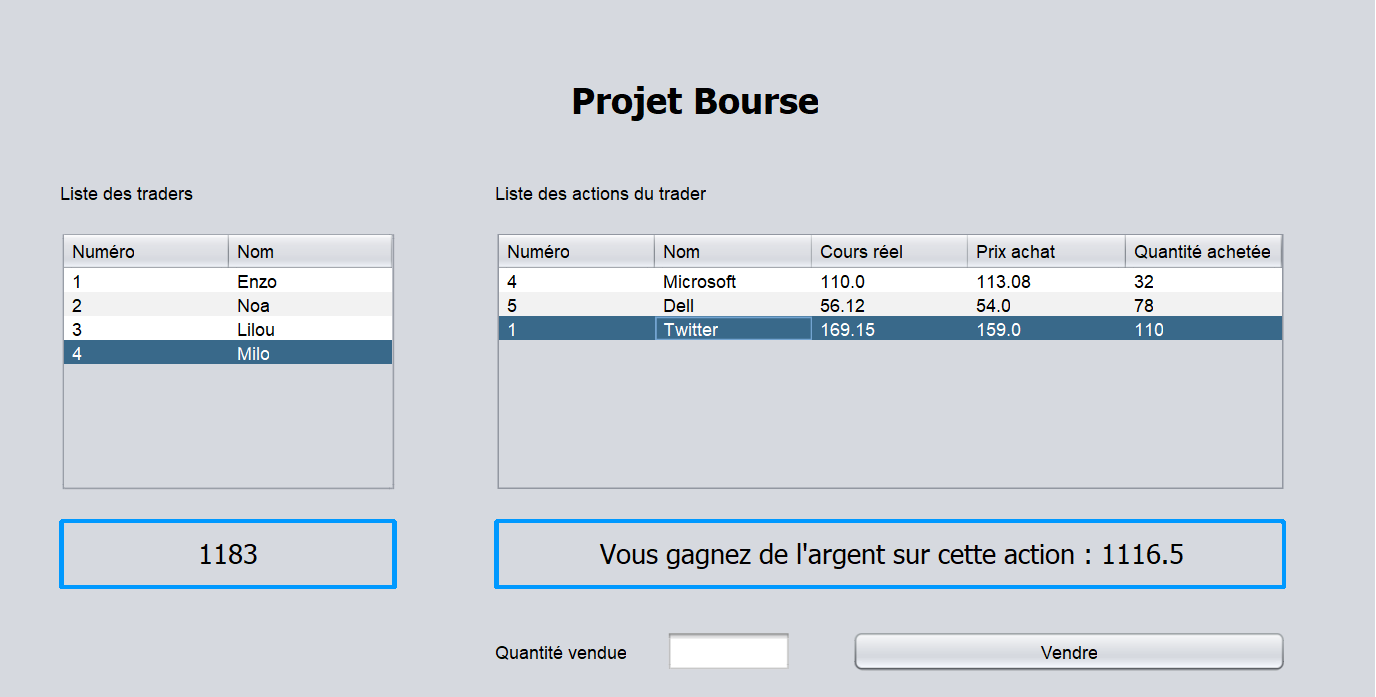 Projet Bourse
Liste des traders
Numéro Nom
1 Enzo
2 Noa
3 Lilou
4 Milo
1183
Liste des actions du trader
Numéro Nom Cours réel Prix achat Quantité achetée
4 Microsoft 110.0 113.08 32
5 Dell 56.12 54.0 78
1 Twitter 169.15 159.0 110
Vous gagnez de l'argent sur cette action : 1116.5
Quantité vendue
Vendre